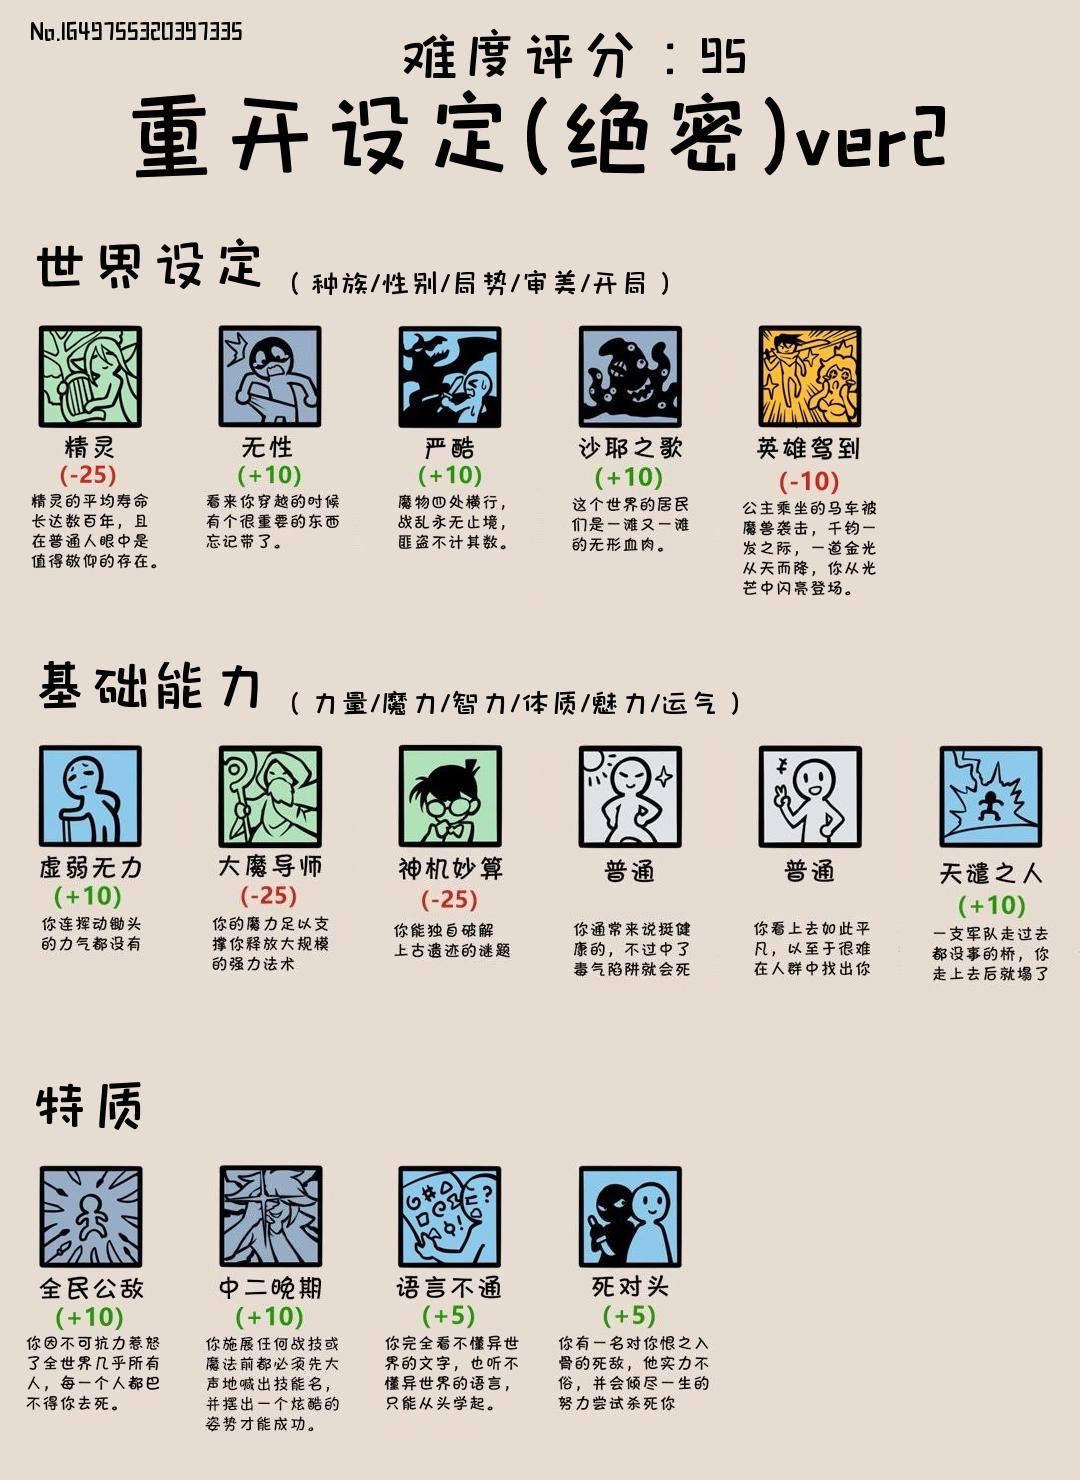 No.1649755320397335
难度评分:95
重开设定(绝密)ver2
世界设定 (种族/性别/局势/审美/开局)
精灵
(-25)
精灵的平均寿命
长达数百年，且
在普通人眼中是
值得敬仰的存在。
无性
(+10)
看来你穿越的时候
有个很重要的东西
忘记带了。
严酷
(+10)
魔物四处横行，
战乱永无止境，
匪盗不计其数。
沙耶之歌
(+10)
这个世界的居民
们是一滩又一滩
的无形血肉。
英雄驾到
(-10)
公主乘坐的马车被
魔兽袭击，千钧一
发之际，一道金光
从天而降，你从光
芒中闪亮登场。
基础能力 (力量/魔力/智力/体质/魅力/运气)
虚弱无力
(+10)
你连挥动锄头
的力气都没有
大魔导师
(-25)
你的魔力足以支
撑你释放大规模
的强力法术
神机妙算
(-25)
你能独自破解
上古遗迹的谜题
普通
你通常来说挺健
康的，不过中了
毒气陷阱就会死
普通
你看上去如此平
凡，以至于很难
在人群中找出你
天谴之人
(+10)
一支军队走过去
都没事的桥，你
走上去后就塌了
特质
全民公敌
(+10)
你因不可抗力惹怒
了全世界几乎所有
人，每一个人都巴
不得你去死。
中二晚期
(+10)
你施展任何战技或
魔法前都必须先大
声地喊出技能名，
并摆出一个炫酷的
姿势才能成功。
语言不通
(+5)
你完全看不懂异世
界的文字，也听不
懂异世界的语言，
只能从头学起。
死对头
(+5)
你有一名对你恨之入
骨的死敌，他实力不
俗，并会倾尽一生的
努力尝试杀死你